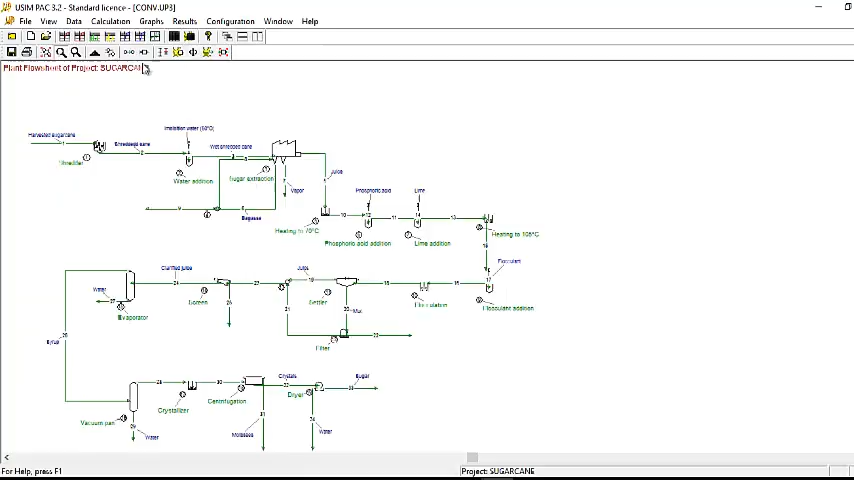 USIM PAC 3.2 - Standard licence - [CONV.UP3]
File View Data Calculation Graphs Results Configuration Window Help
Plant Flowsheet of Project: SUGARCAN
Imbibition water (60°C)
Harvested sugarcane
Shredded cane
Wet shredded cane
Shredder
Water addition
Sugar extraction
Juice
Vapor
Phosphoric acid
Lime
Bagasse
Heating to 70°C
Phosphoric acid addition
Lime addition
Heating to 105°C
Flocculant
Clarified juice
Juice
Water
Screen
Settler
Flocculation
Flocculant addition
Mud
Evaporator
Syrup
Filter
Crystals
Sugar
Crystallizer
Centrifugation
Dryer
Vacuum pan
Water
Molasses
Water
For Help, press F1
Project: SUGARCANE